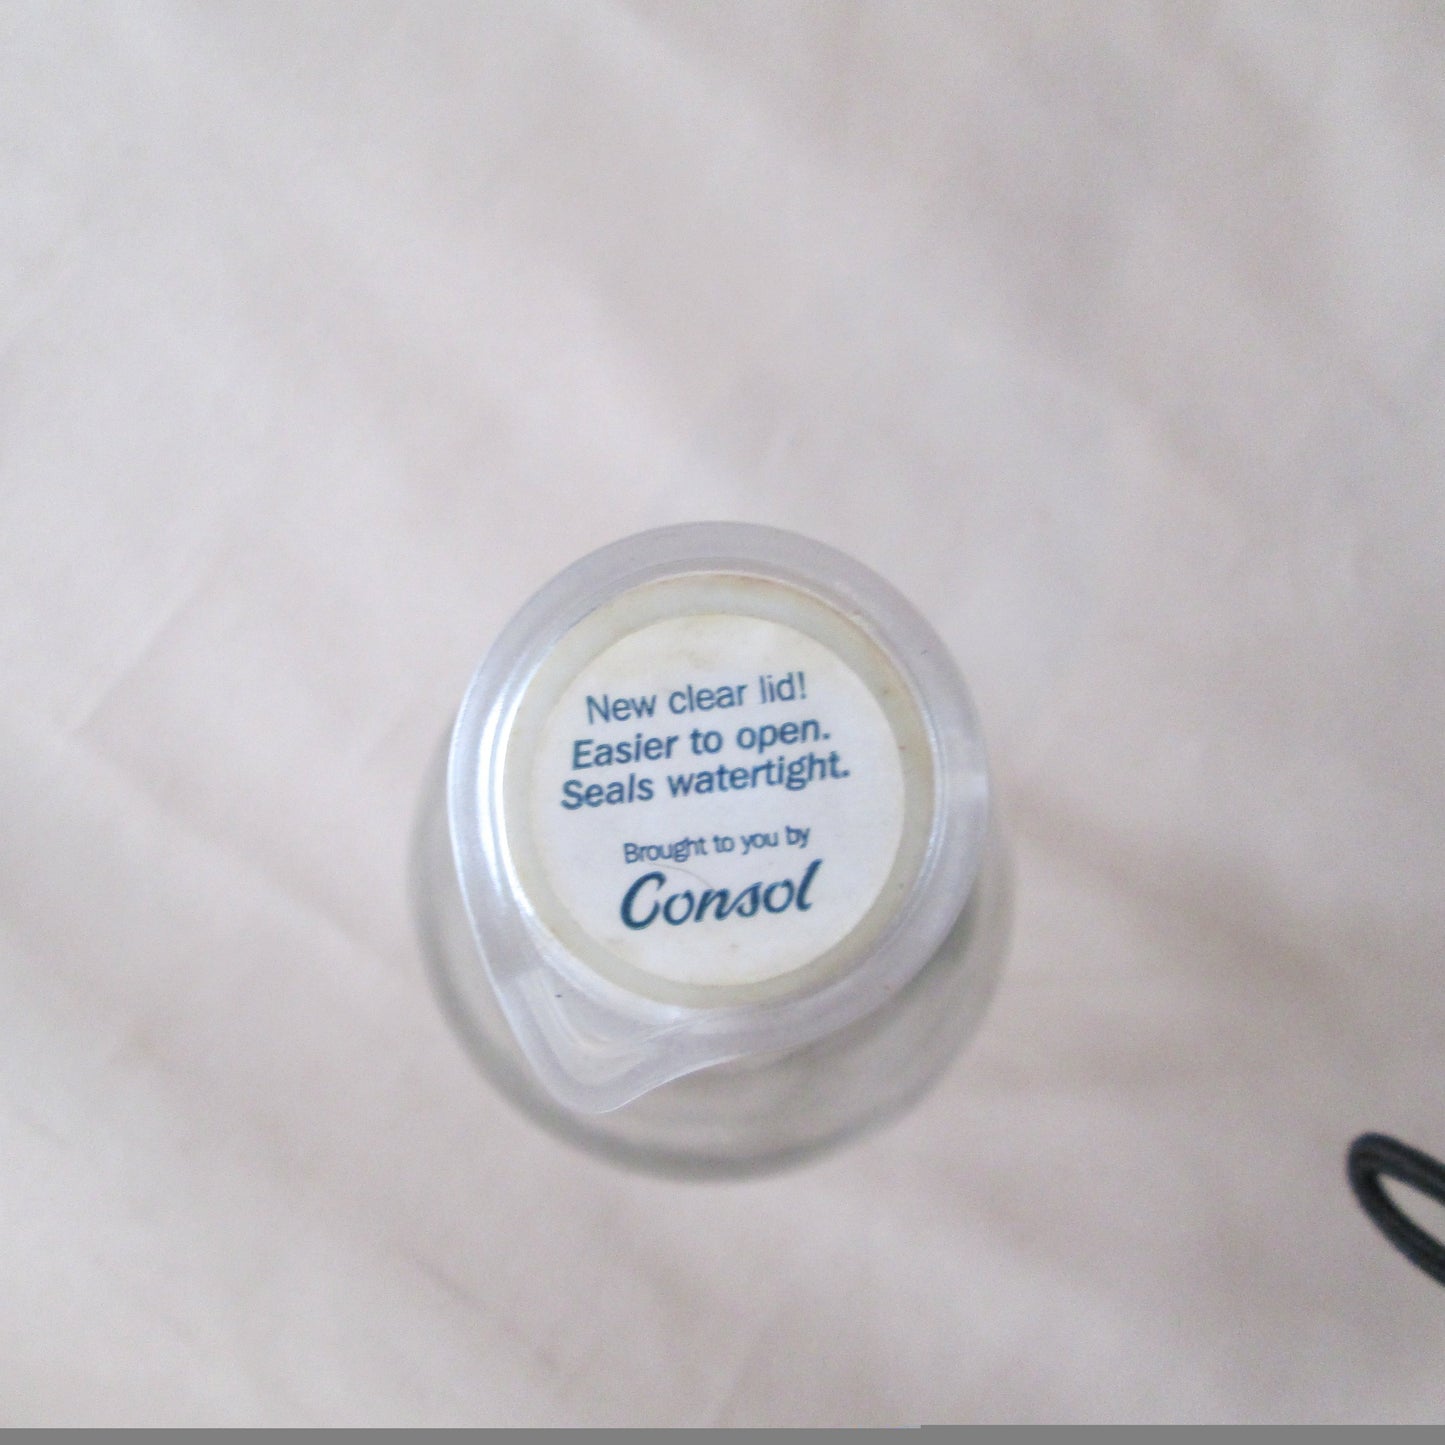 New clear lid!
Easier to open.
Seals watertight.
Brought to you by
Consol